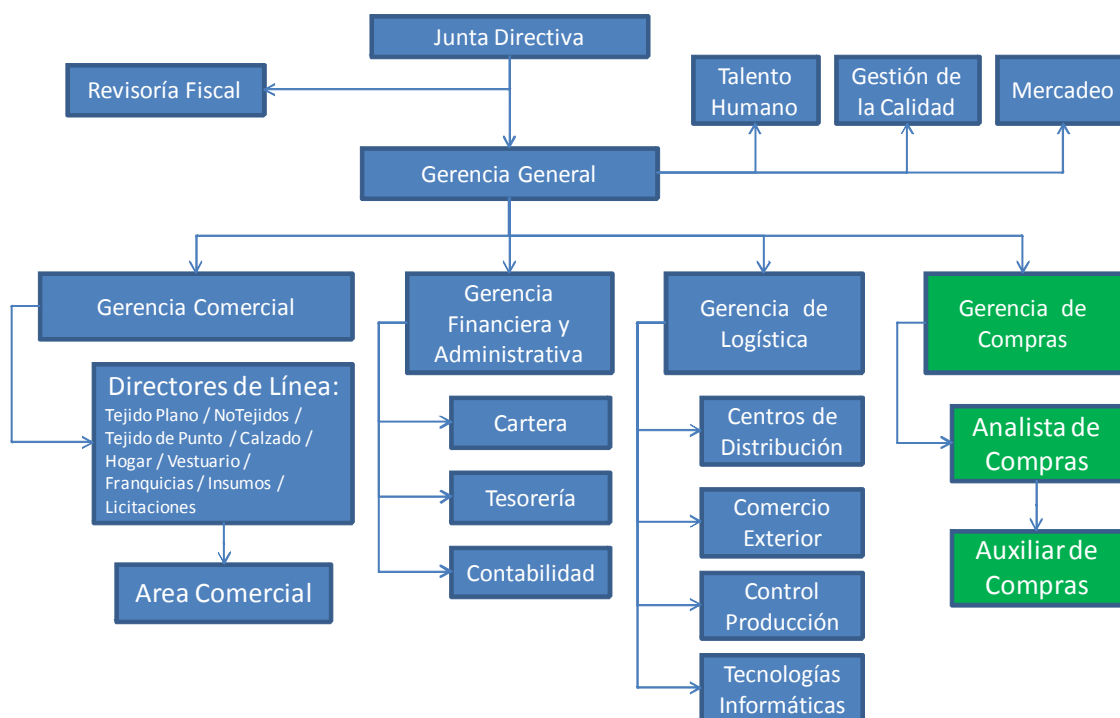 Junta Directiva
Revisoría Fiscal
Talento
Humano
Gestión de
la Calidad
Mercadeo
Gerencia General
Gerencia Comercial
Gerencia
Financiera y
Administrativa
Gerencia de
Logística
Gerencia de
Compras
Directores de Línea:
Tejido Plano / NoTejidos /
Tejido de Punto / Calzado /
Hogar / Vestuario /
Franquicias / Insumos /
Licitaciones
Area Comercial
Cartera
Tesorería
Contabilidad
Centros de
Distribución
Comercio
Exterior
Control
Producción
Tecnologías
Informáticas
Analista de
Compras
Auxiliar de
Compras